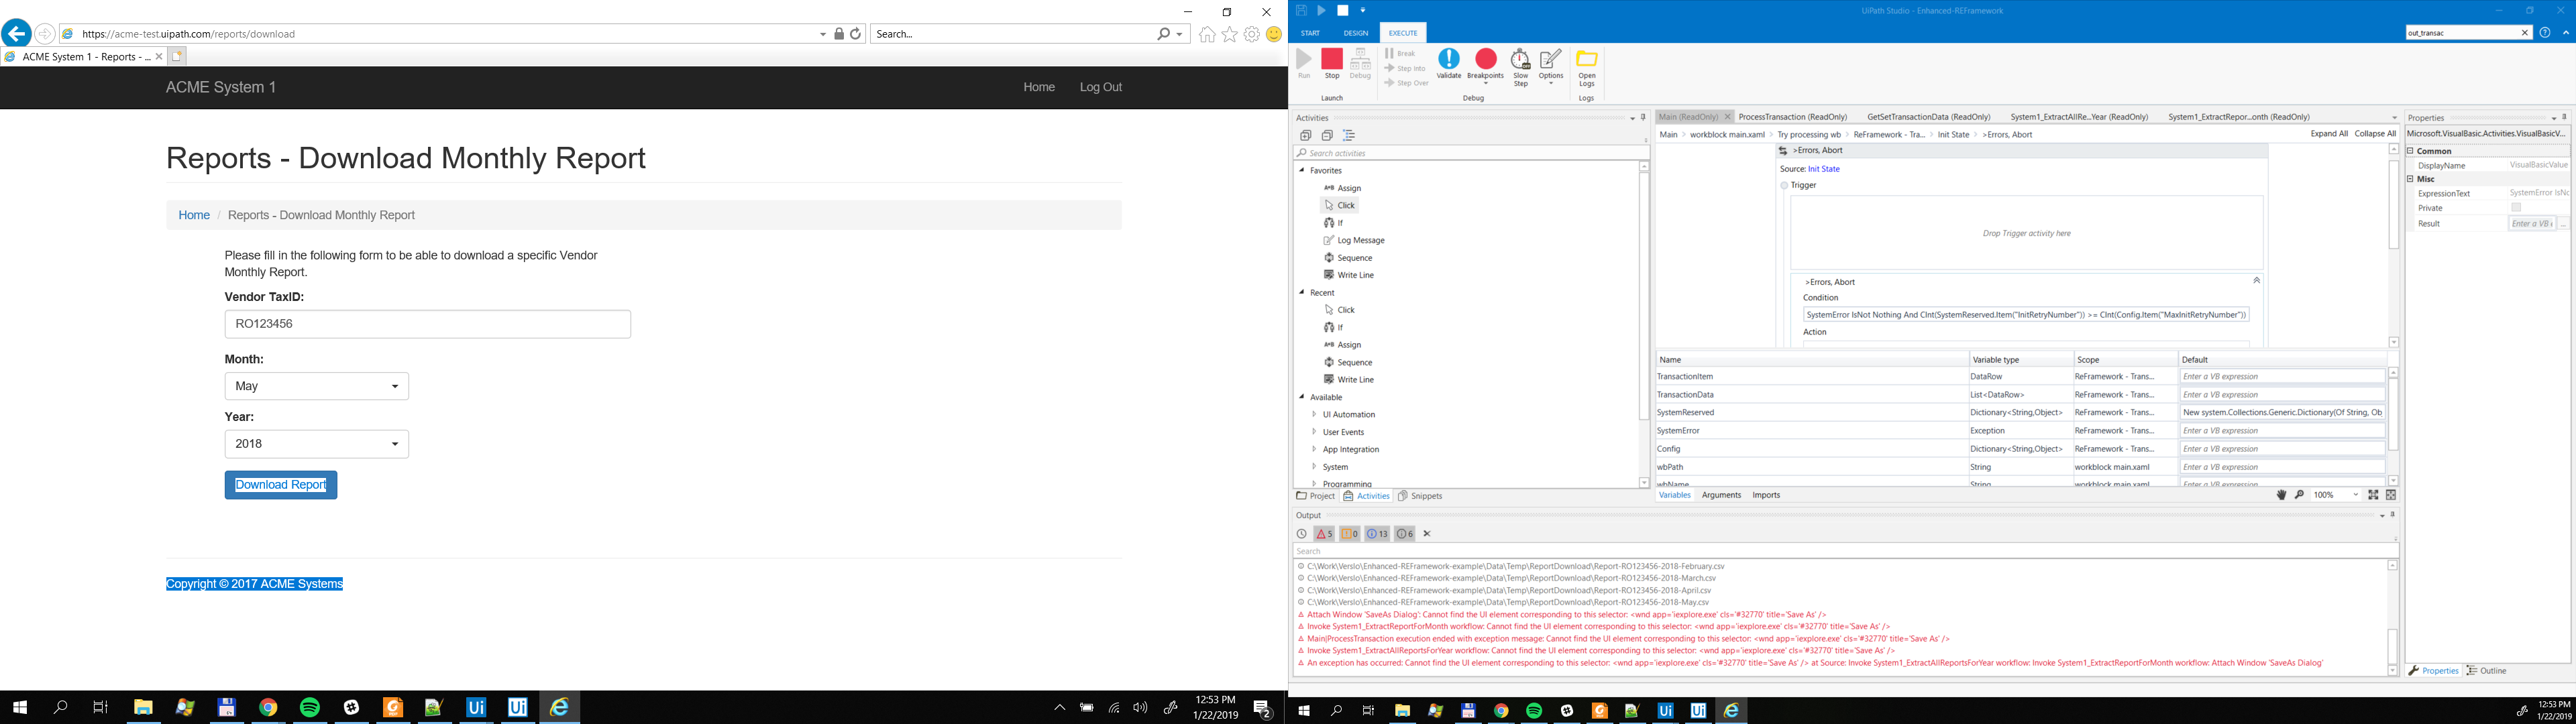 https://acme-test.uipath.com/reports/download
Search...
ACME System 1 - Reports - ...
ACME System 1
Home
Log Out
Reports - Download Monthly Report
Home / Reports - Download Monthly Report
Please fill in the following form to be able to download a specific Vendor
Monthly Report.
Vendor TaxID:
RO123456
Month:
May
Year:
2018
Download Report
Copyright © 2017 ACME Systems
12:53 PM
1/22/2019
2
UiPath Studio - Enhanced-REFramework
START DESIGN EXECUTE
out_transac
Run Stop Debug
Break
Step Into
Step Over
Validate Breakpoints Slow Step Options Open Logs
Launch Debug Logs
Activities
Search activities
Favorites
Assign
Click
If
Log Message
Sequence
Write Line
Recent
Click
If
Assign
Sequence
Write Line
Available
UI Automation
User Events
App Integration
System
Programming
Project Activities Snippets
Main (ReadOnly) ProcessTransaction (ReadOnly) GetSetTransactionData (ReadOnly) System1_ExtractAllRe...Year (ReadOnly) System1_ExtractRepor...onth (ReadOnly)
Main > workblock main.xaml > Try processing wb > ReFramework - Tra... > Init State > >Errors, Abort
Expand All Collapse All
>Errors, Abort
Source: Init State
Trigger
Drop Trigger activity here
>Errors, Abort
Condition
SystemError IsNot Nothing And CInt(SystemReserved.Item("InitRetryNumber")) >= CInt(Config.Item("MaxInitRetryNumber"))
Action
Name Variable type Scope Default
TransactionItem DataRow ReFramework - Trans... Enter a VB expression
TransactionData List<DataRow> ReFramework - Trans... Enter a VB expression
SystemReserved Dictionary<String,Object> ReFramework - Trans... New system.Collections.Generic.Dictionary(Of String, Ob
SystemError Exception ReFramework - Trans... Enter a VB expression
Config Dictionary<String,Object> ReFramework - Trans... Enter a VB expression
wbPath String workblock main.xaml Enter a VB expression
wbName String workblock main.xaml Enter a VB expression
Variables Arguments Imports
100%
Properties
Microsoft.VisualBasic.Activities.VisualBasicV...
Common
DisplayName VisualBasicValue
Misc
ExpressionText SystemError IsNo
Private
Result Enter a VB e ...
Properties Outline
Output
5 0 13 6
Search
C:\Work\Verslo\Enhanced-REFramework-example\Data\Temp\ReportDownload\Report-RO123456-2018-February.csv
C:\Work\Verslo\Enhanced-REFramework-example\Data\Temp\ReportDownload\Report-RO123456-2018-March.csv
C:\Work\Verslo\Enhanced-REFramework-example\Data\Temp\ReportDownload\Report-RO123456-2018-April.csv
C:\Work\Verslo\Enhanced-REFramework-example\Data\Temp\ReportDownload\Report-RO123456-2018-May.csv
Attach Window 'SaveAs Dialog': Cannot find the UI element corresponding to this selector: <wnd app='iexplore.exe' cls='#32770' title='Save As' />
Invoke System1_ExtractReportForMonth workflow: Cannot find the UI element corresponding to this selector: <wnd app='iexplore.exe' cls='#32770' title='Save As' />
Main|ProcessTransaction execution ended with exception message: Cannot find the UI element corresponding to this selector: <wnd app='iexplore.exe' cls='#32770' title='Save As' />
Invoke System1_ExtractAllReportsForYear workflow: Cannot find the UI element corresponding to this selector: <wnd app='iexplore.exe' cls='#32770' title='Save As' />
An exception has occurred: Cannot find the UI element corresponding to this selector: <wnd app='iexplore.exe' cls='#32770' title='Save As' /> at Source: Invoke System1_ExtractAllReportsForYear workflow: Invoke System1_ExtractReportForMonth workflow: Attach Window 'SaveAs Dialog'
12:53 PM
1/22/2019